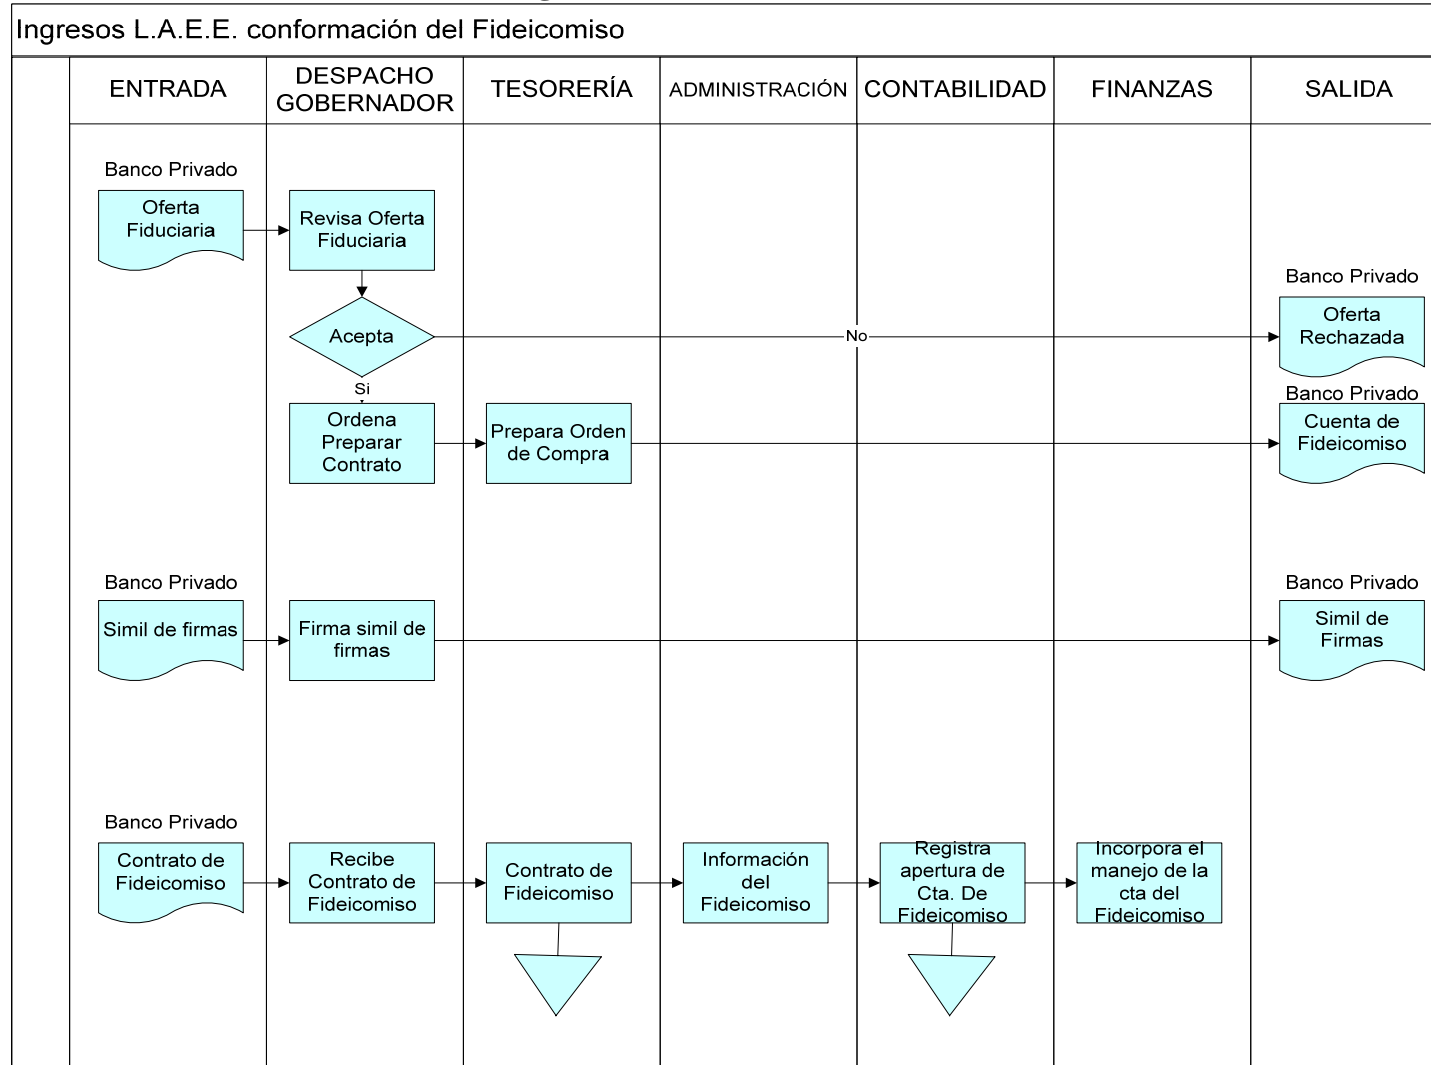 Ingresos L.A.E.E. conformación del Fideicomiso
ENTRADA
DESPACHO
GOBERNADOR
TESORERÍA
ADMINISTRACIÓN
CONTABILIDAD
FINANZAS
SALIDA
Banco Privado
Oferta
Fiduciaria
Revisa Oferta
Fiduciaria
Acepta
No
Banco Privado
Oferta
Rechazada
Si
Ordena
Preparar
Contrato
Prepara Orden
de Compra
Banco Privado
Cuenta de
Fideicomiso
Banco Privado
Simil de firmas
Firma simil de
firmas
Banco Privado
Simil de
Firmas
Banco Privado
Contrato de
Fideicomiso
Recibe
Contrato de
Fideicomiso
Contrato de
Fideicomiso
Información
del
Fideicomiso
Registra
apertura de
Cta. De
Fideicomiso
Incorpora el
manejo de la
cta del
Fideicomiso